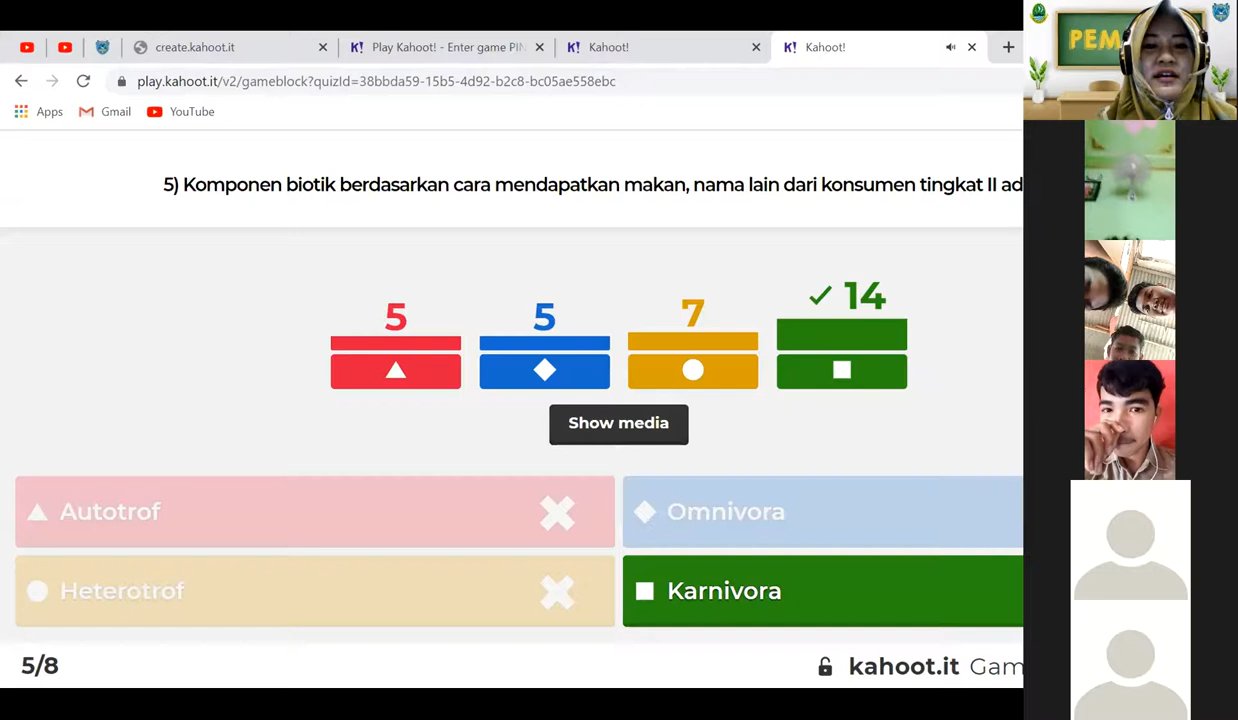 create.kahoot.it
K! Play Kahoot! - Enter game PIN
K! Kahoot!
K! Kahoot!
play.kahoot.it/v2/gameblock?quizId=38bbda59-15b5-4d92-b2c8-bc05ae558ebc
Apps
Gmail
YouTube
PEM
5) Komponen biotik berdasarkan cara mendapatkan makan, nama lain dari konsumen tingkat II ad
5
5
7
14
Show media
Autotrof
Omnivora
Heterotrof
Karnivora
5/8
kahoot.it Gam